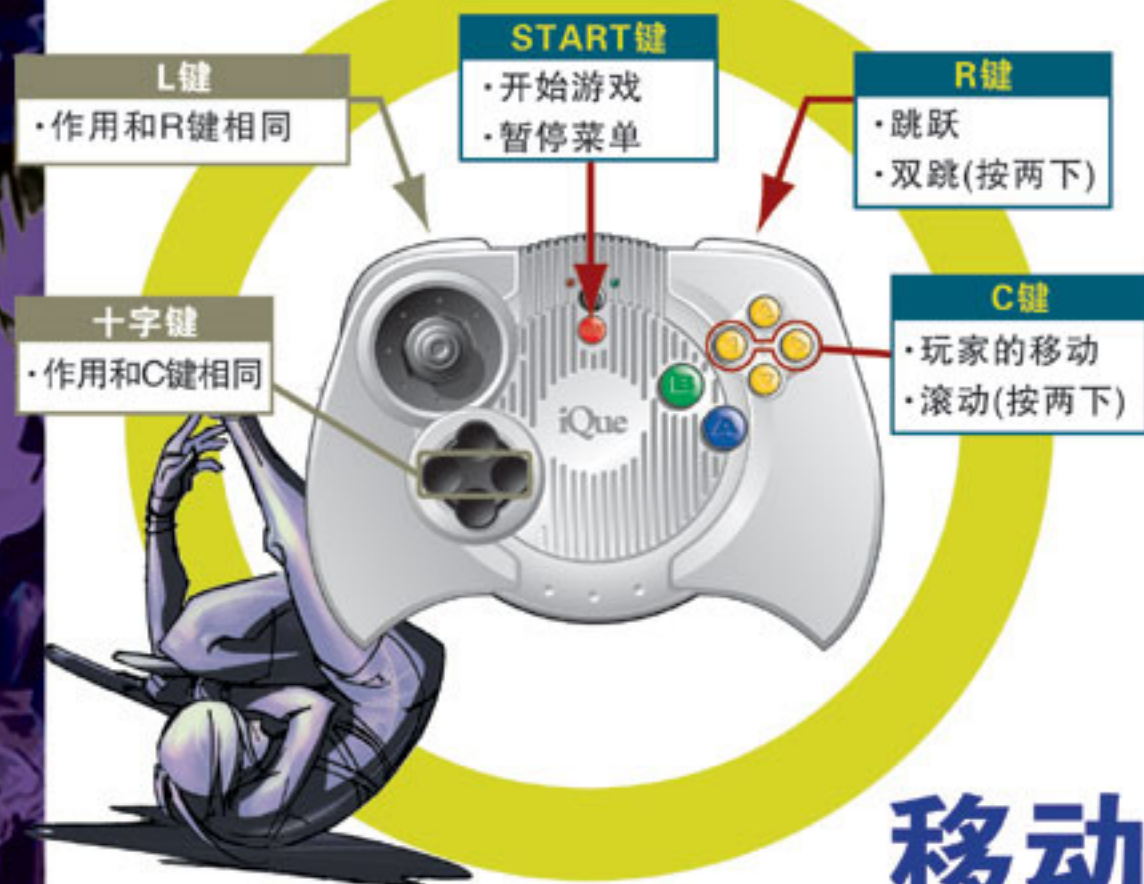 L键
·作用和R键相同
START键
·开始游戏
·暂停菜单
R键
·跳跃
·双跳(按两下)
十字键
·作用和C键相同
C键
·玩家的移动
·滚动(按两下)
B
A
iQue
移动